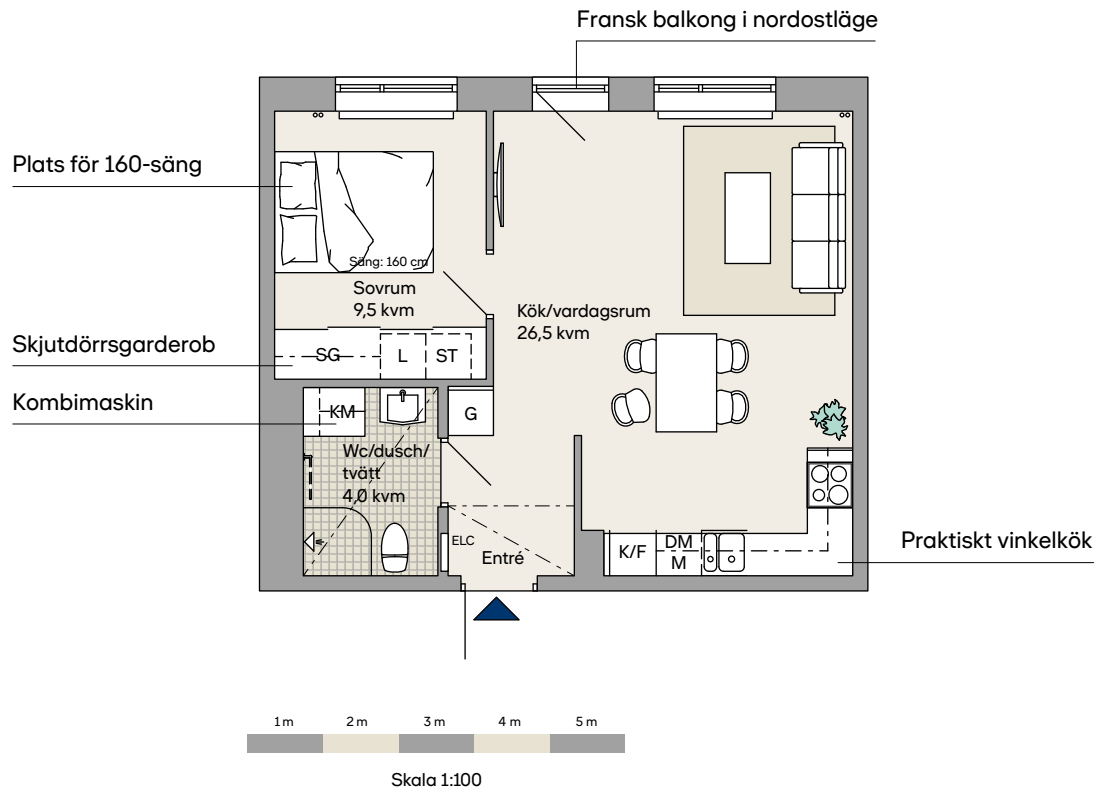 Fransk balkong i nordostläge
Plats för 160-säng
Säng: 160 cm
Sovrum
9,5 kvm
Kök/vardagsrum
26,5 kvm
Skjutdörrsgarderob
SG
L
ST
Kombimaskin
KM
G
Wc/dusch/
tvätt
4,0 kvm
ELC
Entré
K/F
DM
M
Praktiskt vinkelkök
1 m
2 m
3 m
4 m
5 m
Skala 1:100